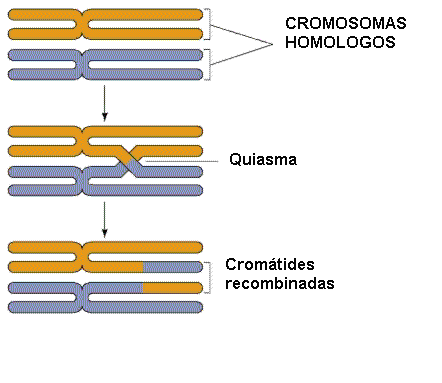 CROMOSOMAS
HOMOLOGOS
Quiasma
Cromátides
recombinadas